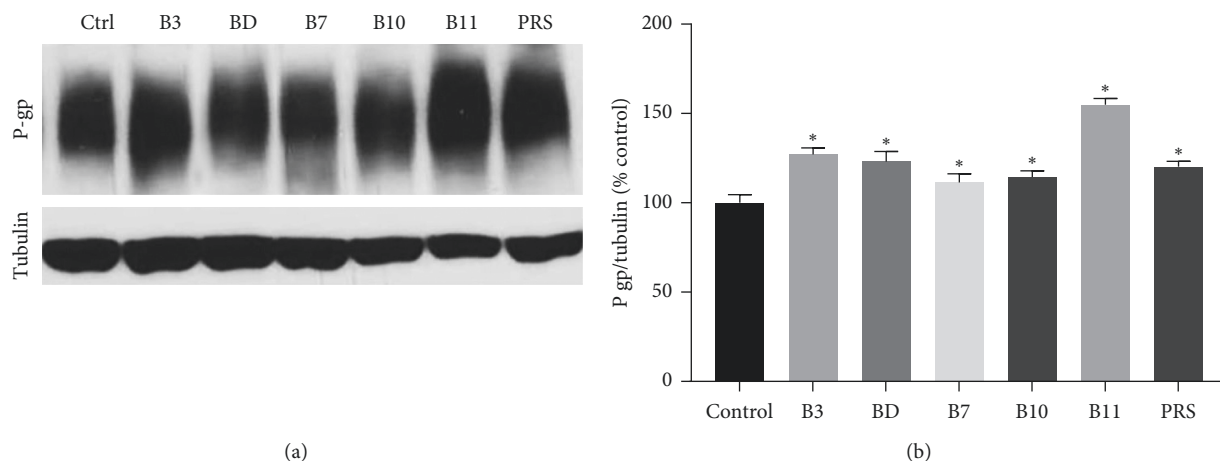 Ctrl B3 BD B7 B10 B11 PRS
P-gp
Tubulin
(a)
P gp/tubulin (% control)
200
150
100
50
0
* * * * * *
Control B3 BD B7 B10 B11 PRS
(b)